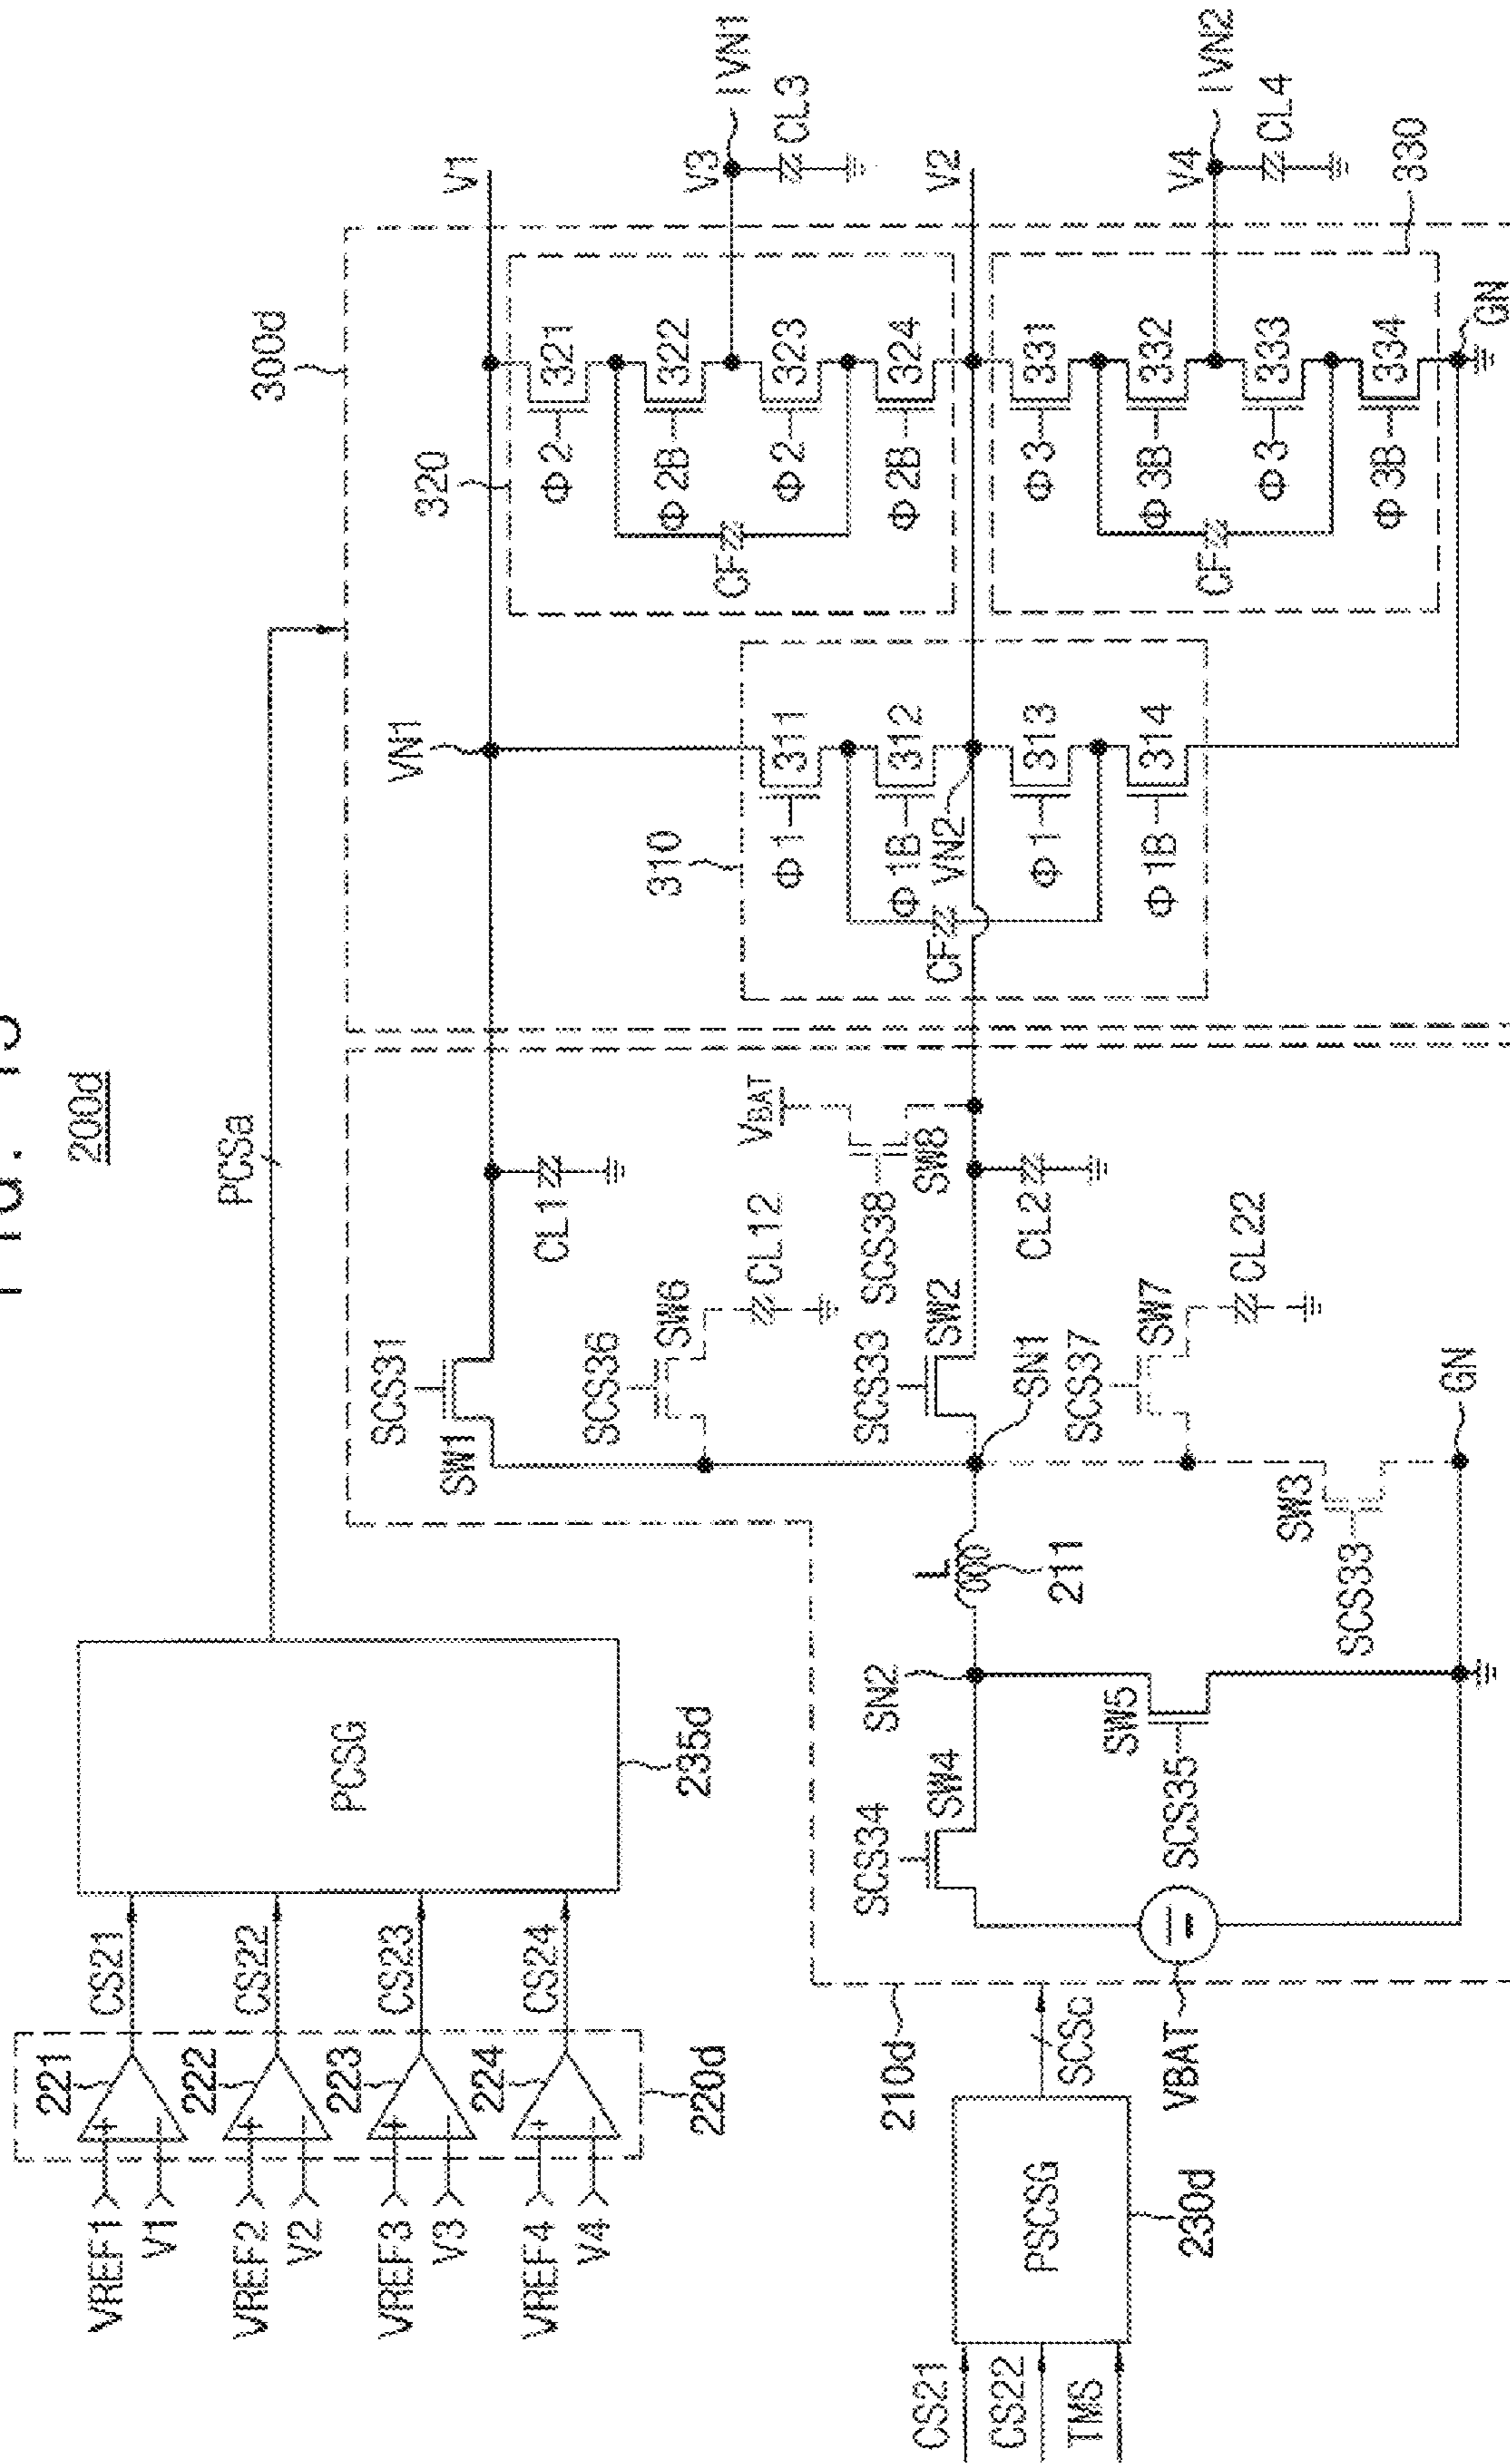 200d
PCSa
300d
VREF1
V1
VREF2
V2
VREF3
V3
VREF4
V4
221
222
223
224
220d
CS21
CS22
CS23
CS24
PCSG
235d
CS21
CS22
TMS
PSCSG
230d
SCSc
210d
VBAT
SCS34
SW4
SN2
SW5
SCS35
L
211
SCS31
SW1
SCS36
SW6
CL1
CL12
SCS33
SW2
SN1
VBAT
SCS38
SW8
CL2
SCS37
SW7
CL22
SW3
SCS33
GN
VN1
310
Φ1
311
Φ1B
312
CF
VN2
Φ1
313
Φ1B
314
320
Φ2
321
Φ2B
322
Φ2
323
Φ2B
324
CF
Φ3
331
Φ3B
332
Φ3
333
Φ3B
334
CF
GN
330
V1
V3
IVN1
CL3
V2
V4
IVN2
CL4